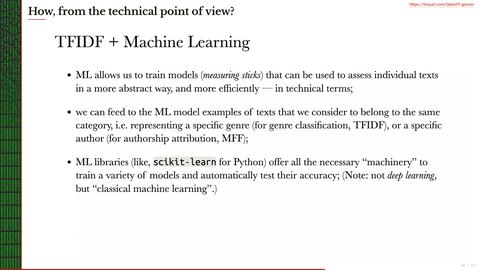 https://tinyurl.com/OpenITI-genres
How, from the technical point of view?
TFIDF + Machine Learning
• ML allows us to train models (measuring sticks) that can be used to assess individual texts
in a more abstract way, and more efficiently — in technical terms;
• we can feed to the ML model examples of texts that we consider to belong to the same
category, i.e. representing a specific genre (for genre classification, TFIDF), or a specific
author (for authorship attribution, MFF);
• ML libraries (like, scikit-learn for Python) offer all the necessary “machinery” to
train a variety of models and automatically test their accuracy; (Note: not deep learning,
but “classical machine learning”.)